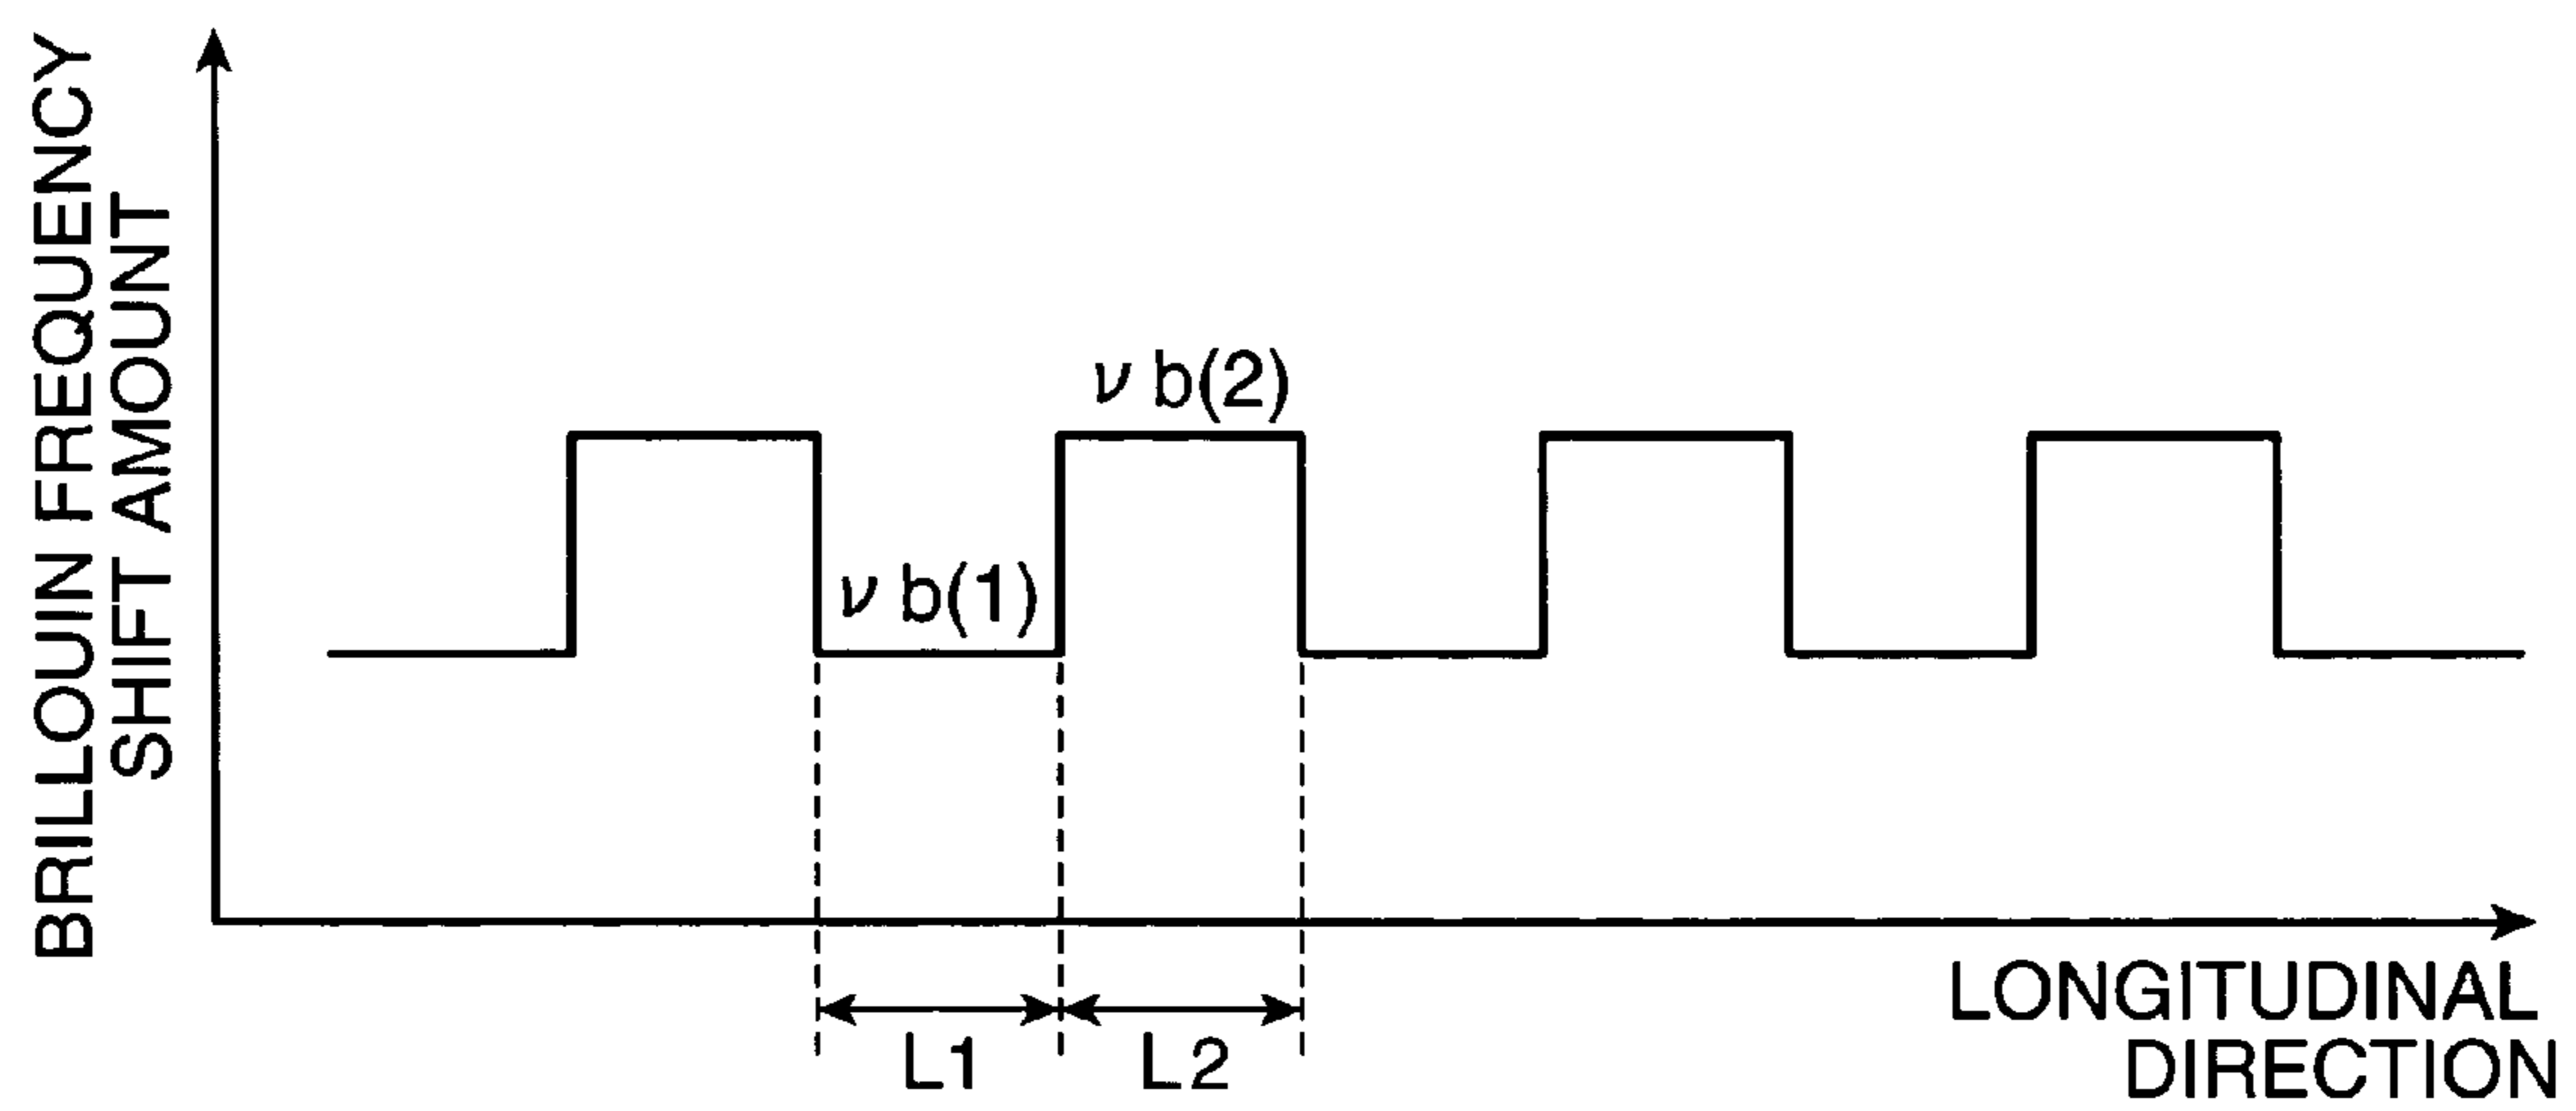 BRILLOUIN FREQUENCY
SHIFT AMOUNT
ν b(2)
ν b(1)
L1
L2
LONGITUDINAL
DIRECTION